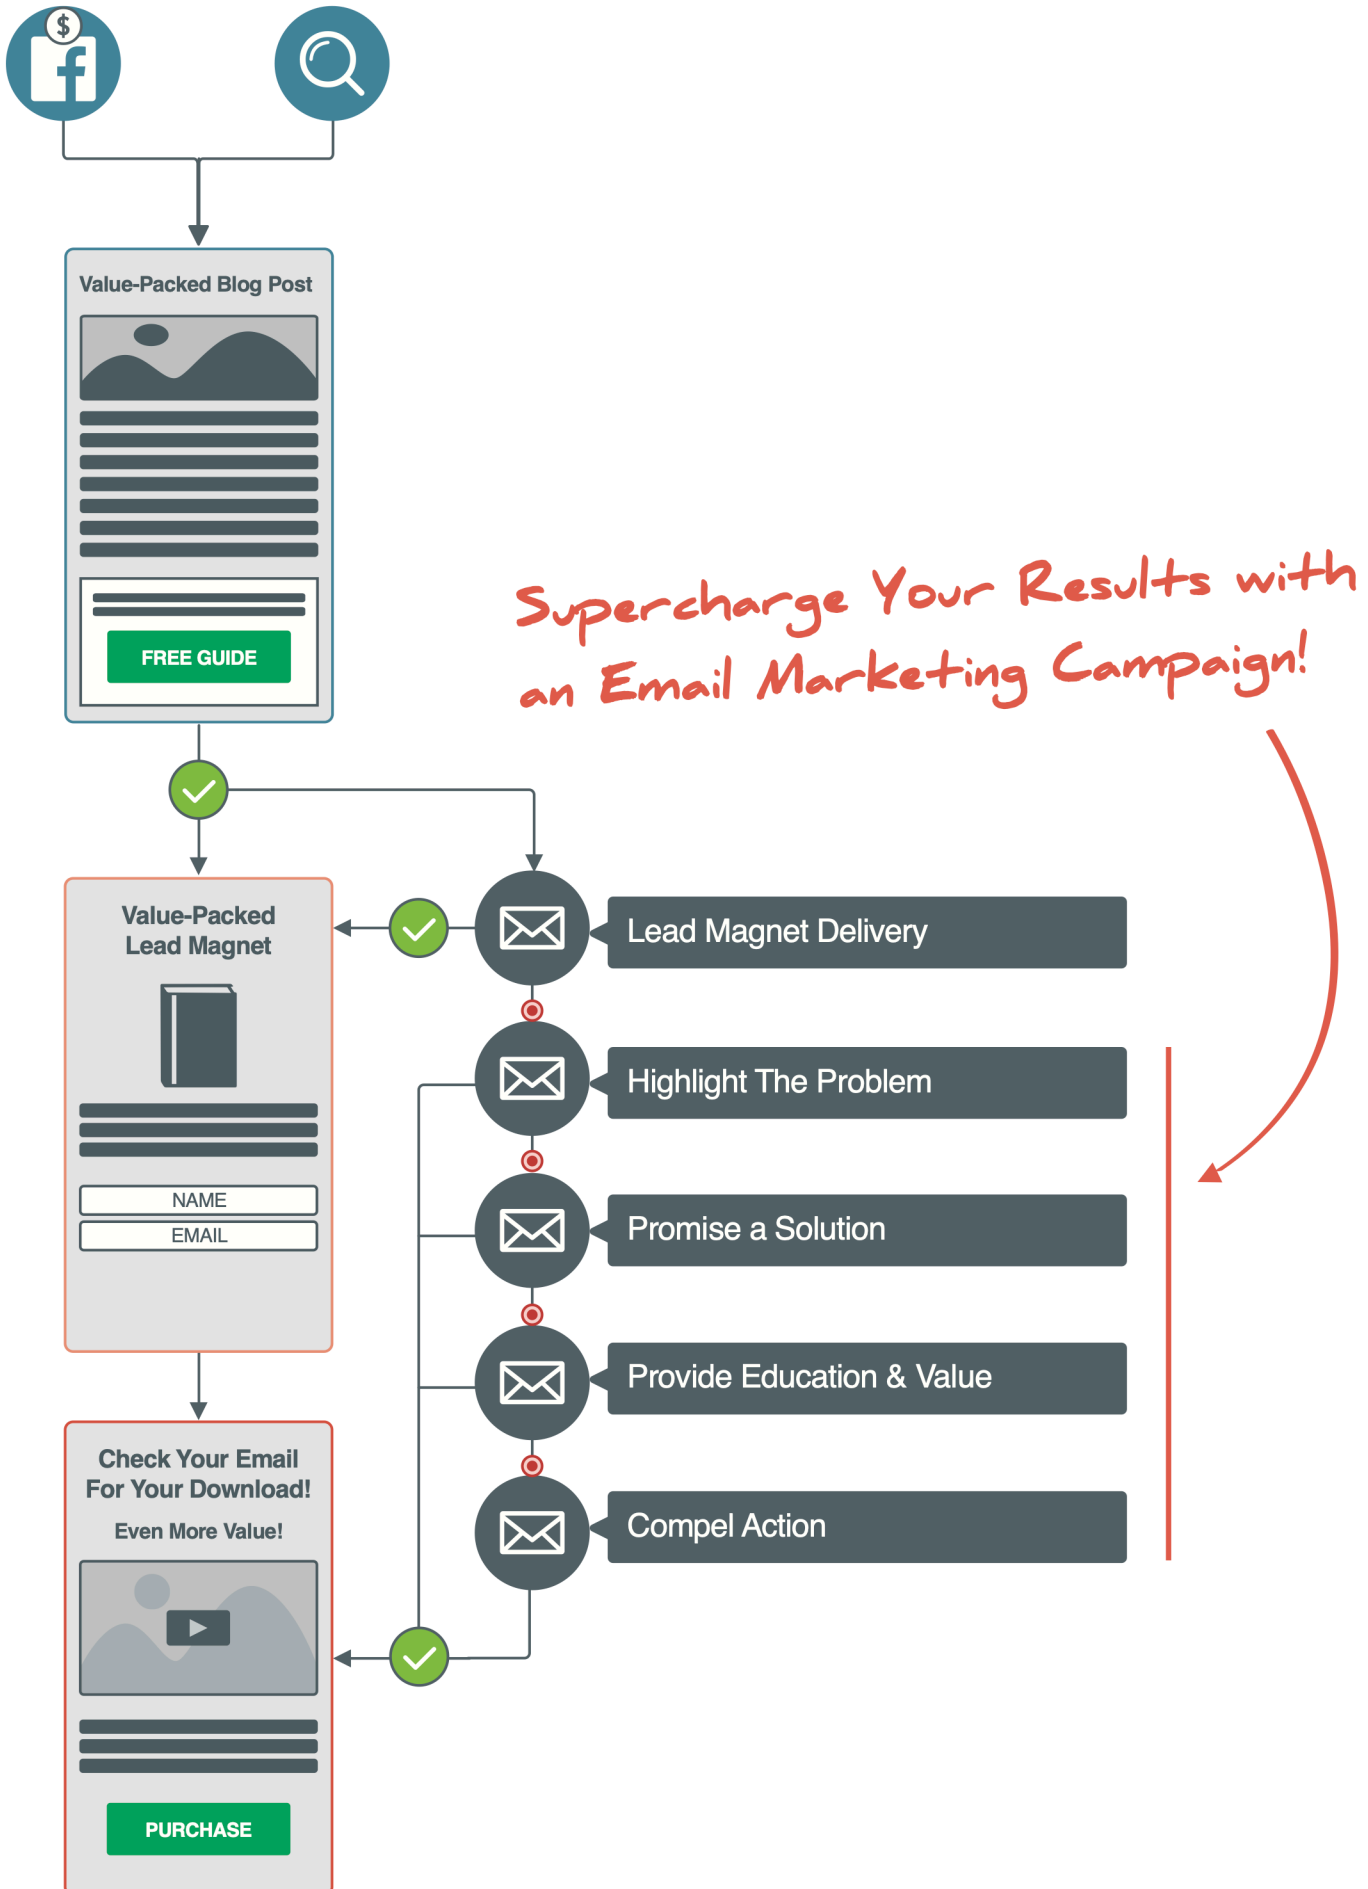 $
f
Value-Packed Blog Post
FREE GUIDE
Supercharge Your Results with
an Email Marketing Campaign!
Value-Packed
Lead Magnet
NAME
EMAIL
Lead Magnet Delivery
Highlight The Problem
Promise a Solution
Provide Education & Value
Compel Action
Check Your Email
For Your Download!
Even More Value!
PURCHASE